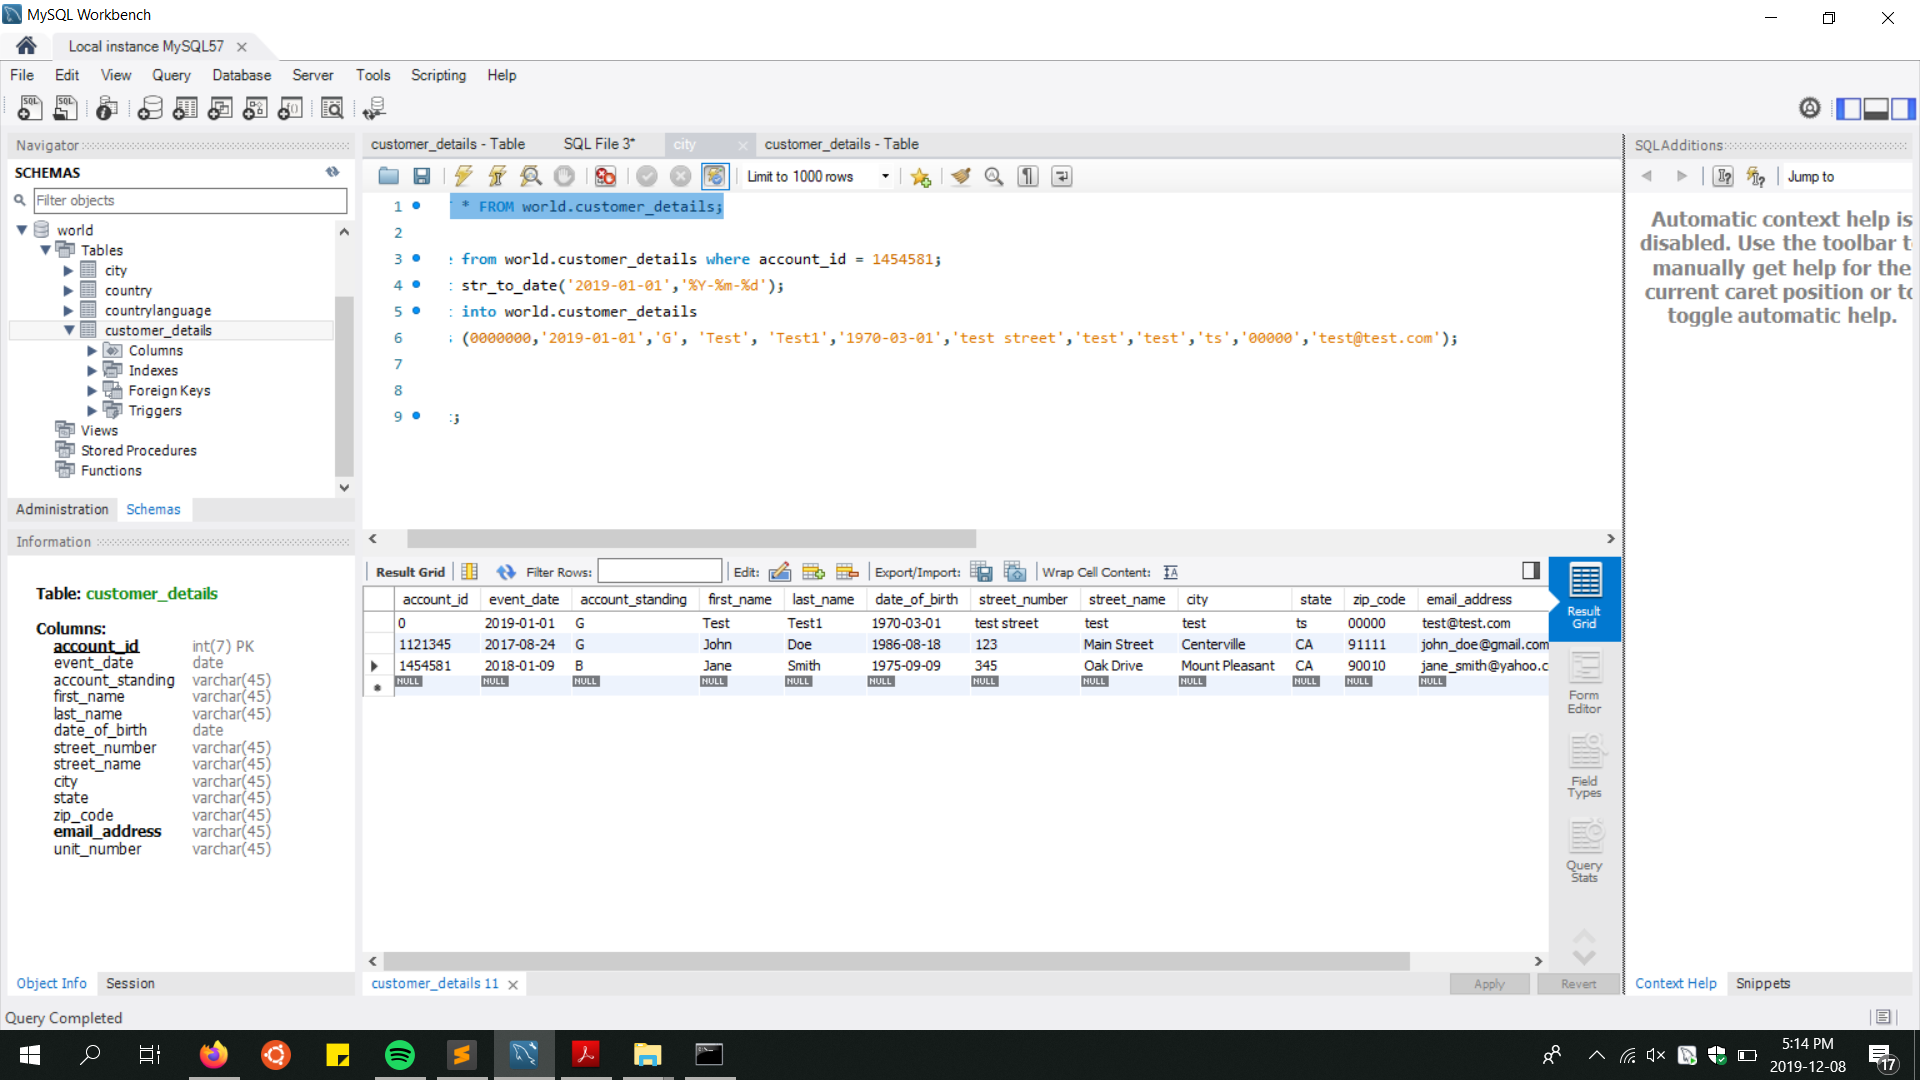 MySQL Workbench
Local instance MySQL57
File Edit View Query Database Server Tools Scripting Help
Navigator
SCHEMAS
Filter objects
world
Tables
city
country
countrylanguage
customer_details
Columns
Indexes
Foreign Keys
Triggers
Views
Stored Procedures
Functions
Administration Schemas
Information
Table: customer_details
Columns:
account_id int(7) PK
event_date date
account_standing varchar(45)
first_name varchar(45)
last_name varchar(45)
date_of_birth date
street_number varchar(45)
street_name varchar(45)
city varchar(45)
state varchar(45)
zip_code varchar(45)
email_address varchar(45)
unit_number varchar(45)
Object Info Session
customer_details - Table SQL File 3* city customer_details - Table
Limit to 1000 rows
1 * FROM world.customer_details;
2
3 from world.customer_details where account_id = 1454581;
4 str_to_date('2019-01-01','%Y-%m-%d');
5 into world.customer_details
6 (0000000,'2019-01-01','G', 'Test', 'Test1','1970-03-01','test street','test','test','ts','00000','test@test.com');
7
8
9 ;
Result Grid Filter Rows: Edit: Export/Import: Wrap Cell Content:
account_id event_date account_standing first_name last_name date_of_birth street_number street_name city state zip_code email_address
0 2019-01-01 G Test Test1 1970-03-01 test street test test ts 00000 test@test.com
1121345 2017-08-24 G John Doe 1986-08-18 123 Main Street Centerville CA 91111 john_doe@gmail.com
1454581 2018-01-09 B Jane Smith 1975-09-09 345 Oak Drive Mount Pleasant CA 90010 jane_smith@yahoo.c
NULL NULL NULL NULL NULL NULL NULL NULL NULL NULL NULL NULL
Result Grid
Form Editor
Field Types
Query Stats
customer_details 11
Apply Revert
SQLAdditions
Jump to
Automatic context help is
disabled. Use the toolbar t
manually get help for the
current caret position or to
toggle automatic help.
Context Help Snippets
Query Completed
5:14 PM
2019-12-08
17